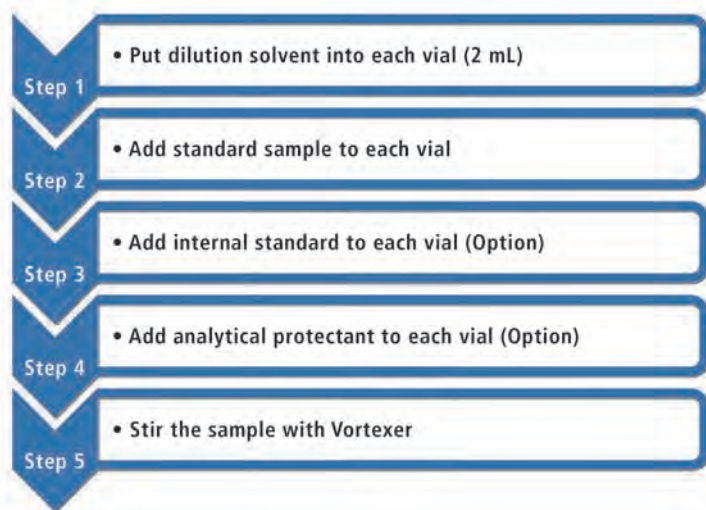 Step 1
• Put dilution solvent into each vial (2 mL)
Step 2
• Add standard sample to each vial
Step 3
• Add internal standard to each vial (Option)
Step 4
• Add analytical protectant to each vial (Option)
Step 5
• Stir the sample with Vortexer